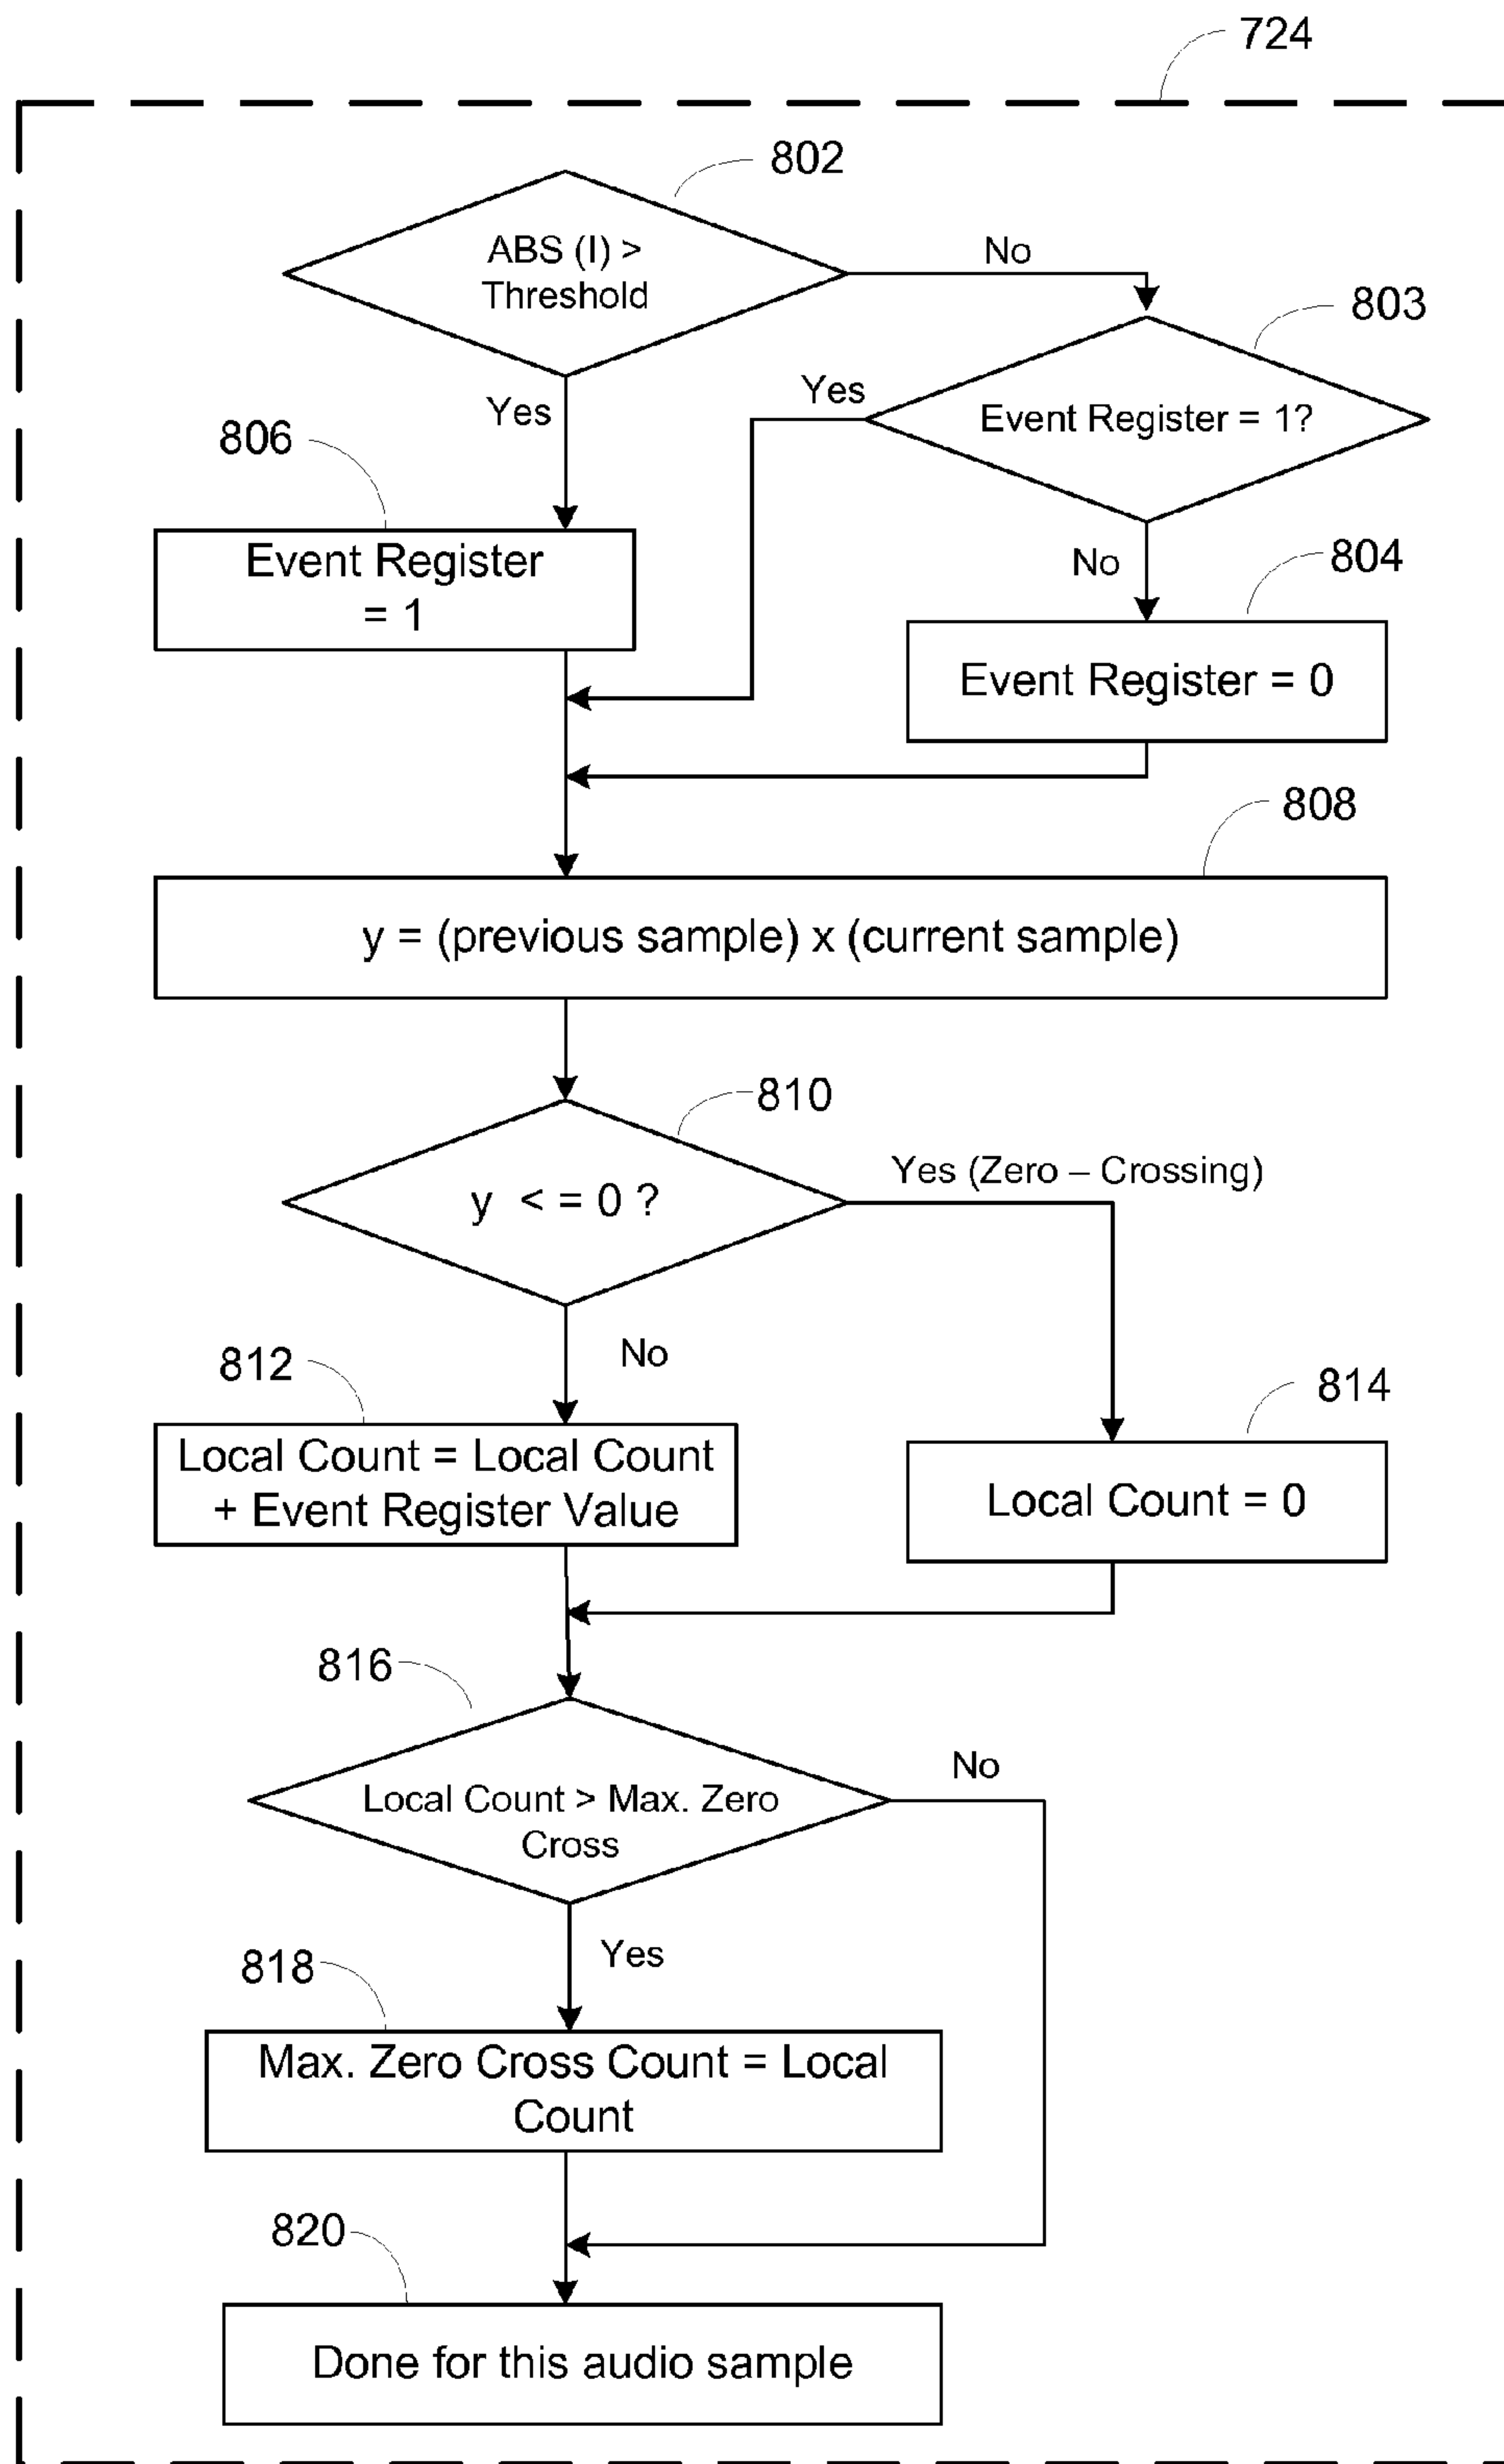 724
802
ABS (I) >
Threshold
No
803
Yes
Event Register = 1?
Yes
806
Event Register
= 1
No
804
Event Register = 0
808
y = (previous sample) x (current sample)
810
y < = 0 ?
Yes (Zero – Crossing)
No
812
Local Count = Local Count
+ Event Register Value
814
Local Count = 0
816
Local Count > Max. Zero
Cross
No
Yes
818
Max. Zero Cross Count = Local
Count
820
Done for this audio sample